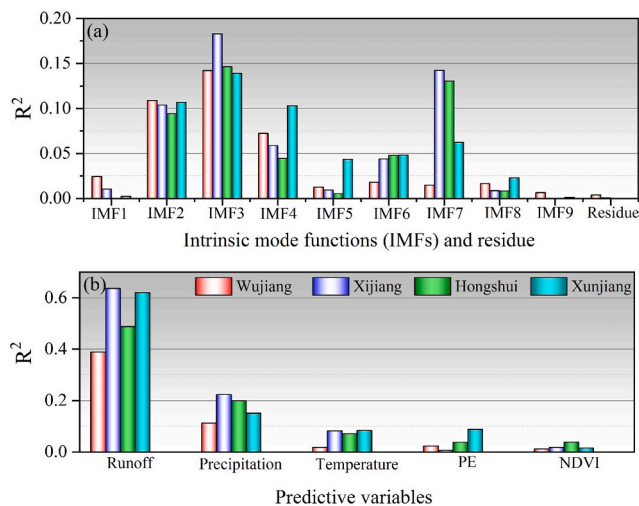 (a)
R²
0.20
0.15
0.10
0.05
0.00
IMF1 IMF2 IMF3 IMF4 IMF5 IMF6 IMF7 IMF8 IMF9 Residue
Intrinsic mode functions (IMFs) and residue
(b) Wujiang Xijiang Hongshui Xunjiang
R²
0.6
0.4
0.2
0.0
Runoff Precipitation Temperature PE NDVI
Predictive variables